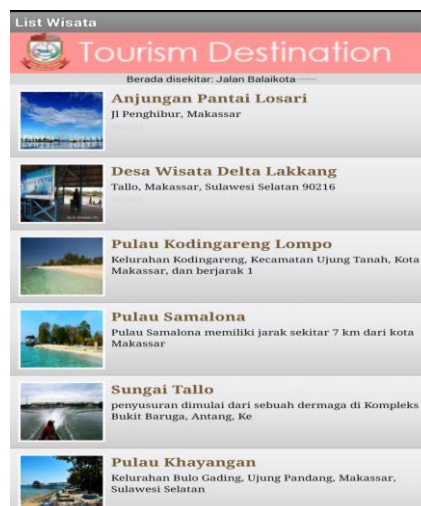 List Wisata
Tourism Destination
Berada disekitar: Jalan Balaikota
Anjungan Pantai Losari
Jl Penghibur, Makassar
Desa Wisata Delta Lakkang
Tallo, Makassar, Sulawesi Selatan 90216
Pulau Kodingareng Lompo
Kelurahan Kodingareng, Kecamatan Ujung Tanah, Kota
Makassar, dan berjarak 1
Pulau Samalona
Pulau Samalona memiliki jarak sekitar 7 km dari kota
Makassar
Sungai Tallo
penyusuran dimulai dari sebuah dermaga di Kompleks
Bukit Baruga, Antang, Ke
Pulau Khayangan
Kelurahan Bulo Gading, Ujung Pandang, Makassar,
Sulawesi Selatan